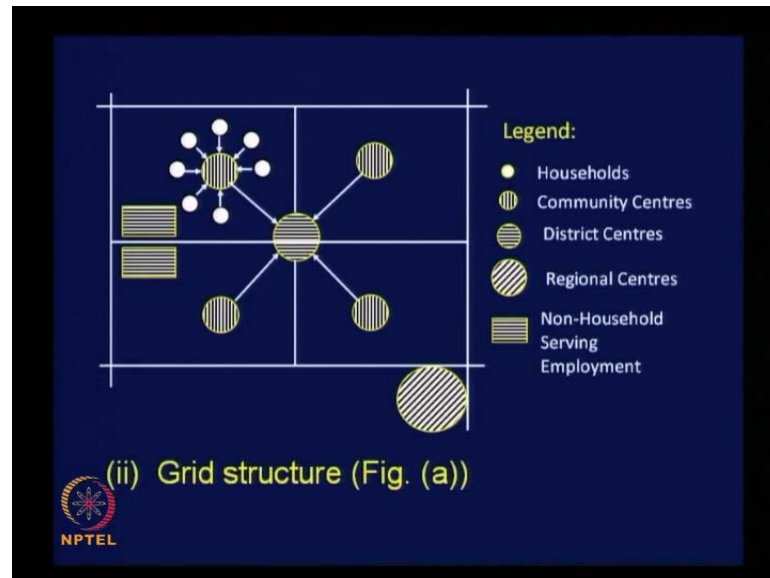 Legend:
Households
Community Centres
District Centres
Regional Centres
Non-Household
Serving
Employment
(ii) Grid structure (Fig. (a))
NPTEL